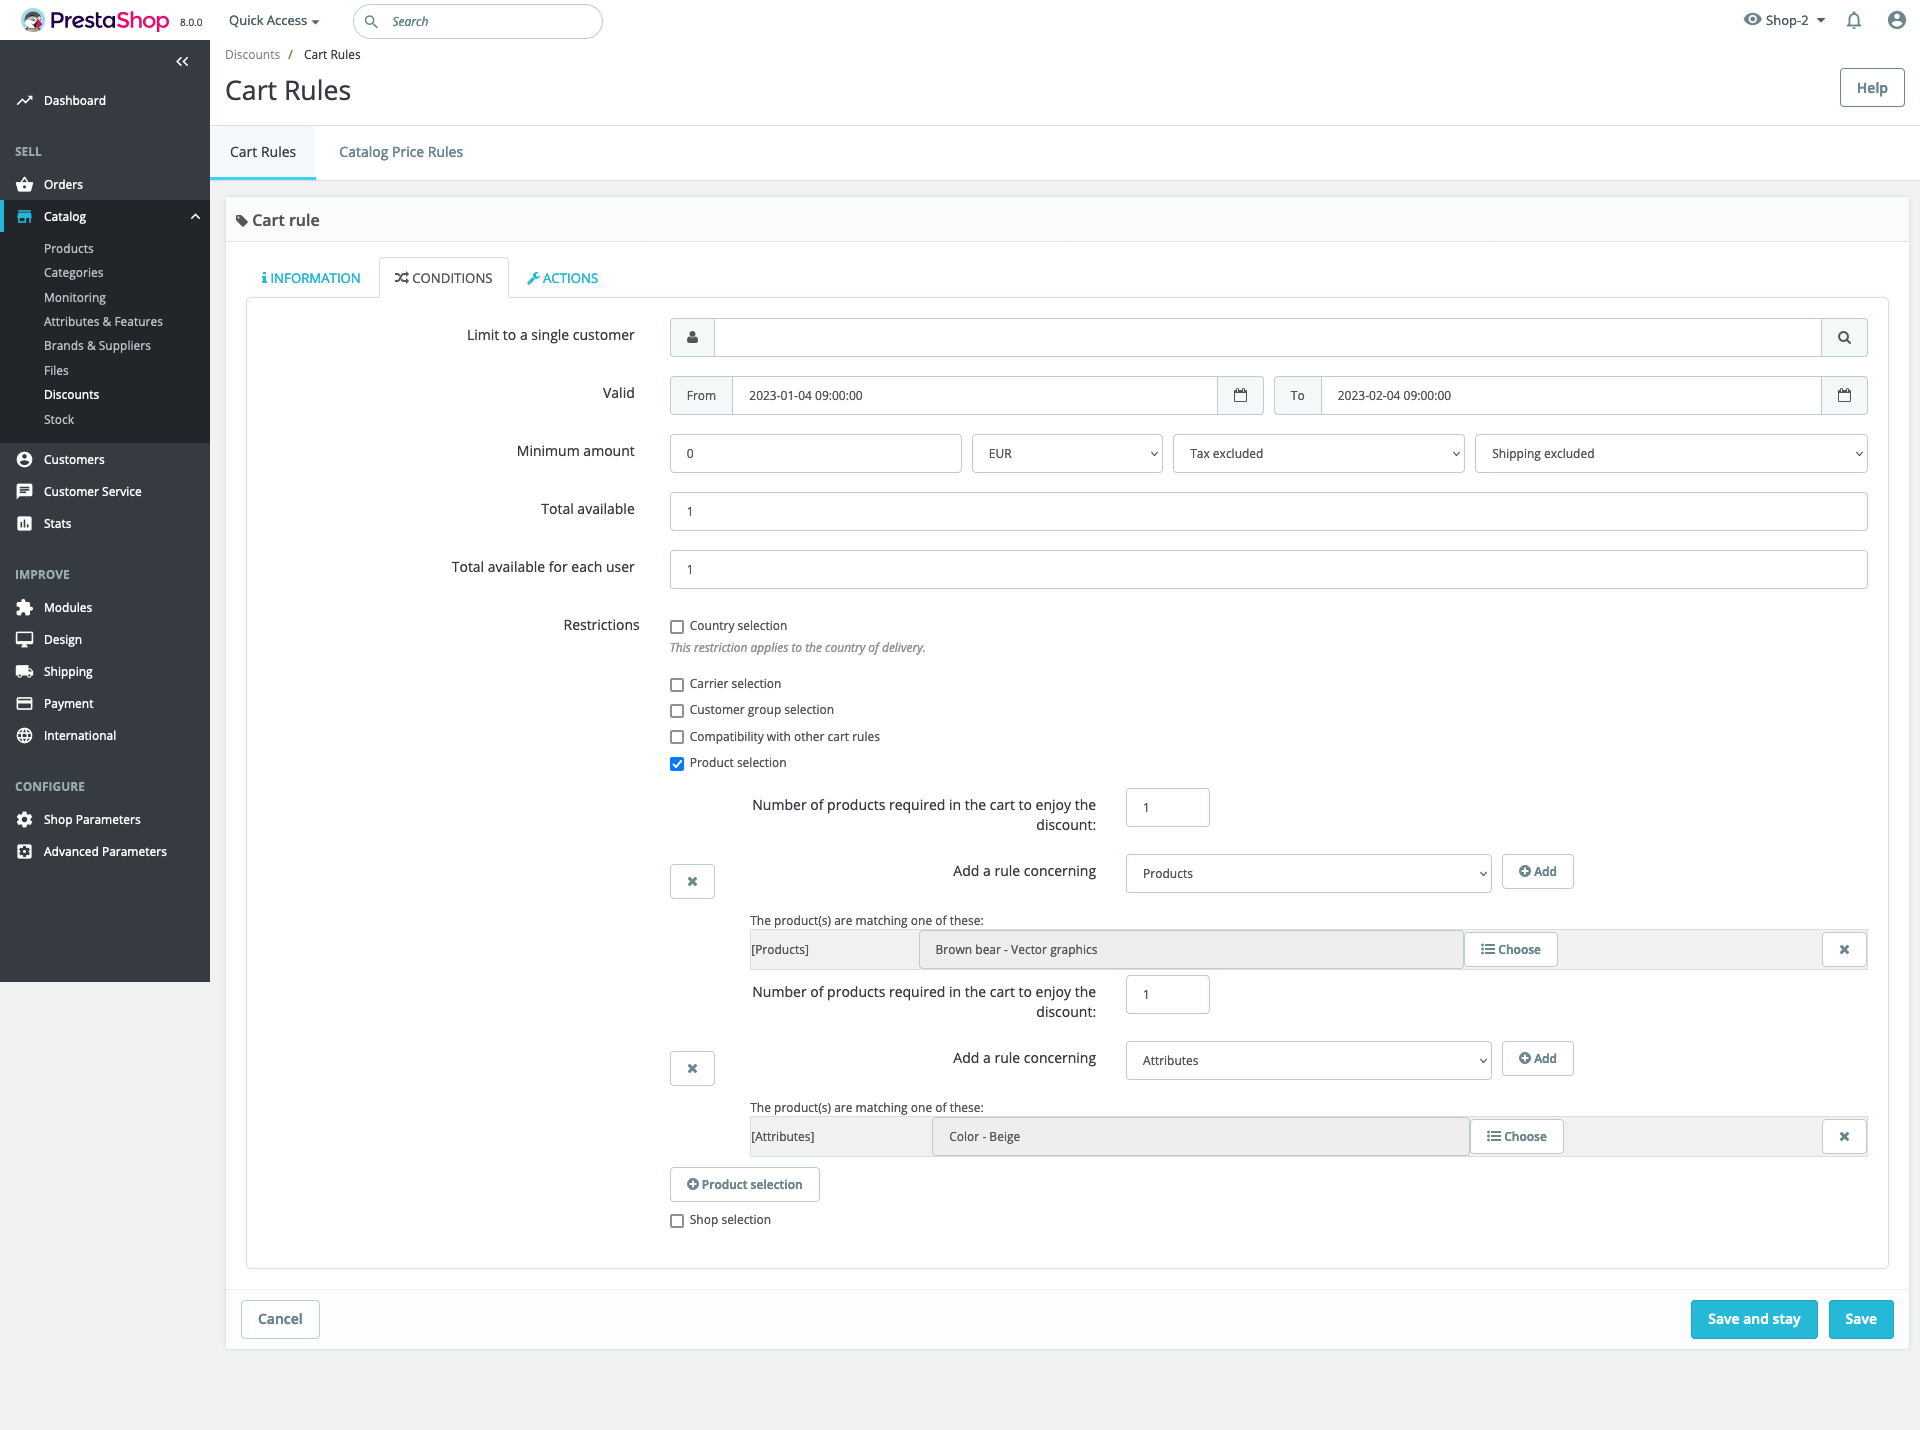 PrestaShop 8.0.0
Quick Access
Search
Shop-2
Discounts / Cart Rules
Cart Rules
Help
Cart Rules
Catalog Price Rules
Dashboard
SELL
Orders
Catalog
Products
Categories
Monitoring
Attributes & Features
Brands & Suppliers
Files
Discounts
Stock
Customers
Customer Service
Stats
IMPROVE
Modules
Design
Shipping
Payment
International
CONFIGURE
Shop Parameters
Advanced Parameters
Cart rule
INFORMATION
CONDITIONS
ACTIONS
Limit to a single customer
Valid
From
2023-01-04 09:00:00
To
2023-02-04 09:00:00
Minimum amount
0
EUR
Tax excluded
Shipping excluded
Total available
1
Total available for each user
1
Restrictions
Country selection
This restriction applies to the country of delivery.
Carrier selection
Customer group selection
Compatibility with other cart rules
Product selection
Number of products required in the cart to enjoy the
discount:
1
Add a rule concerning
Products
Add
The product(s) are matching one of these:
[Products]
Brown bear - Vector graphics
Choose
Number of products required in the cart to enjoy the
discount:
1
Add a rule concerning
Attributes
Add
The product(s) are matching one of these:
[Attributes]
Color - Beige
Choose
Product selection
Shop selection
Cancel
Save and stay
Save